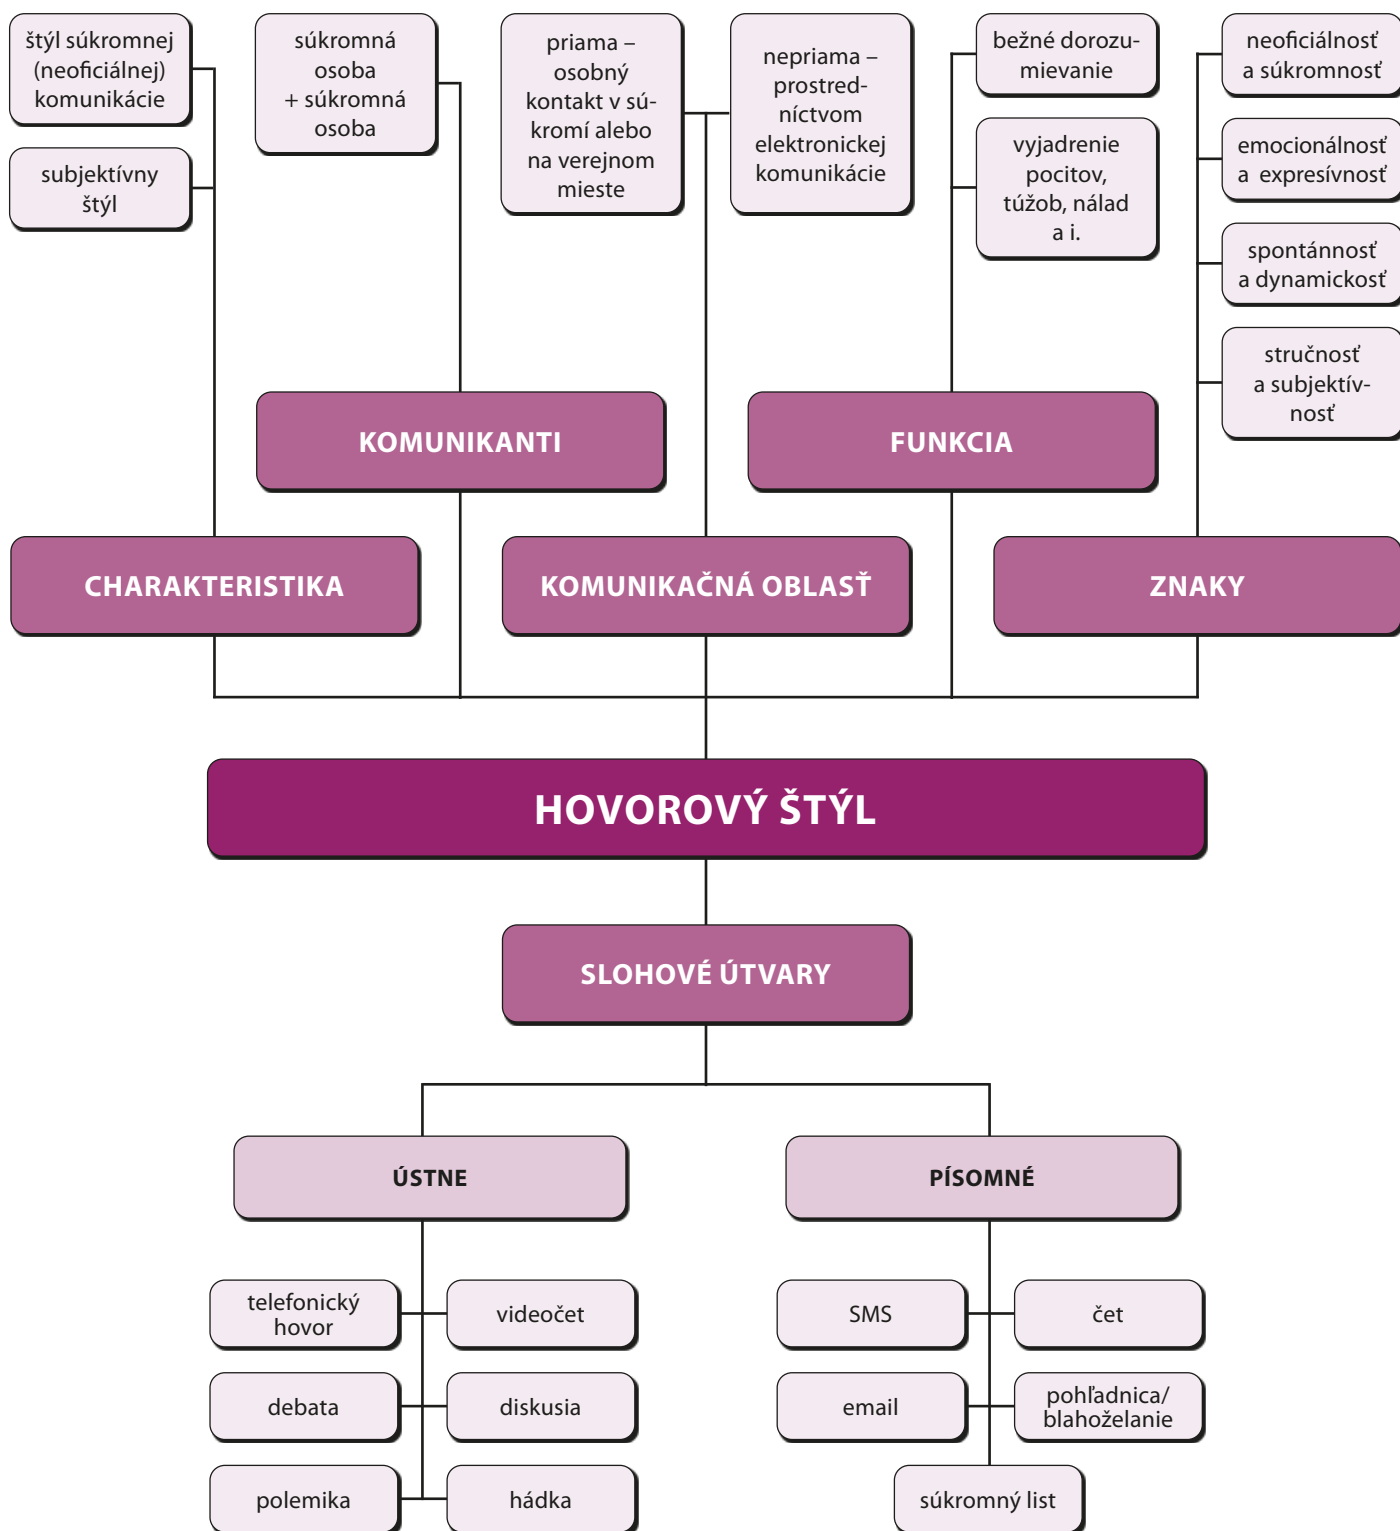 štýl súkromnej
(neoficiálnej)
komunikácie
subjektívny
štýl
súkromná
osoba
+ súkromná
osoba
priama –
osobný
kontakt v sú-
kromí alebo
na verejnom
mieste
nepriama –
prostred-
níctvom
elektronickej
komunikácie
bežné dorozu-
mievanie
vyjadrenie
pocitov,
túžob, nálad
a i.
neoficiálnosť
a súkromnosť
emocionálnosť
a expresívnosť
spontánnosť
a dynamickosť
stručnosť
a subjektív-
nosť
KOMUNIKANTI
FUNKCIA
CHARAKTERISTIKA
KOMUNIKAČNÁ OBLASŤ
ZNAKY
HOVOROVÝ ŠTÝL
SLOHOVÉ ÚTVARY
ÚSTNE
PÍSOMNÉ
telefonický
hovor
videočet
debata
diskusia
polemika
hádka
SMS
čet
email
pohľadnica/
blahoželanie
súkromný list